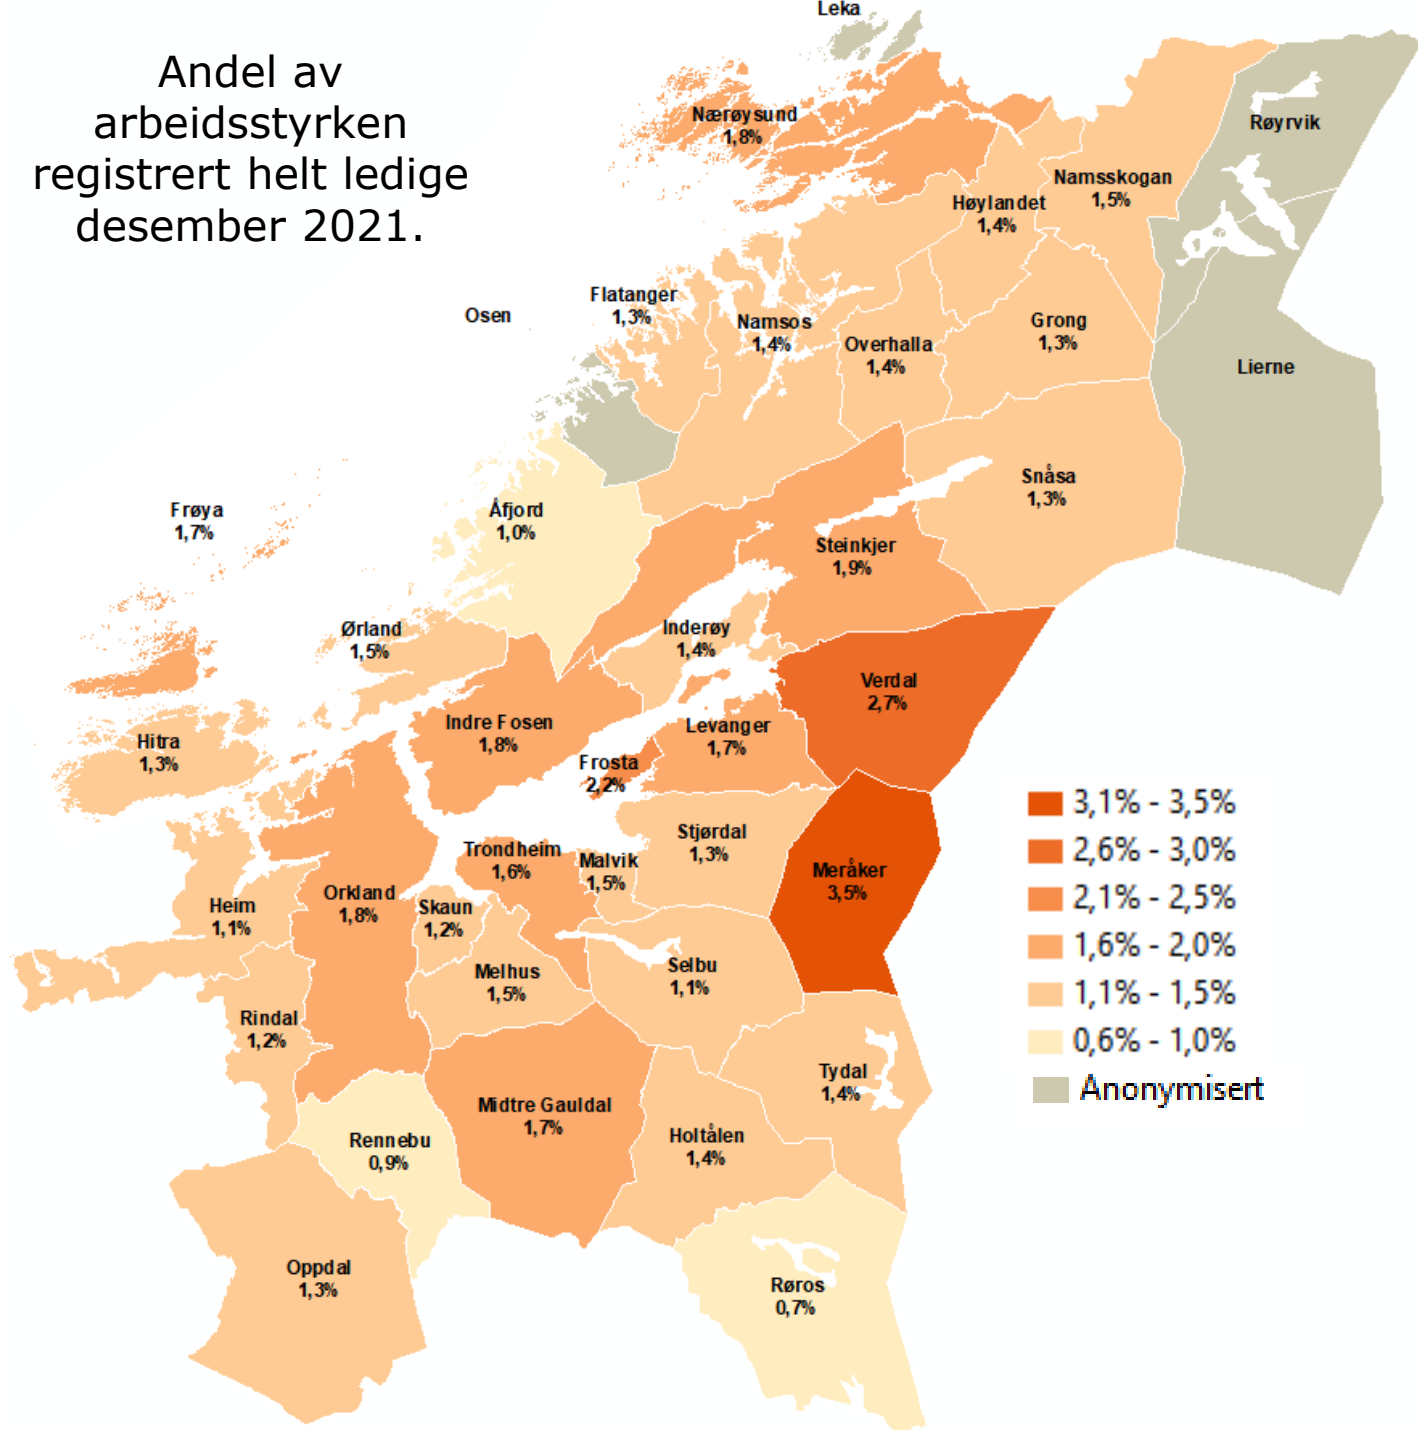 Andel av
arbeidsstyrken
registrert helt ledige
desember 2021.
Leka
Nærøysund
1,8%
Røyrvik
Namsskogan
1,5%
Høylandet
1,4%
Flatanger
1,3%
Osen
Namsos
1,4%
Overhalla
1,4%
Grong
1,3%
Lierne
Snåsa
1,3%
Frøya
1,7%
Åfjord
1,0%
Steinkjer
1,9%
Ørland
1,5%
Inderøy
1,4%
Verdal
2,7%
Indre Fosen
1,8%
Levanger
1,7%
Hitra
1,3%
Frosta
2,2%
Stjørdal
1,3%
Trondheim
1,6%
Malvik
1,5%
Meråker
3,5%
Orkland
1,8%
Skaun
1,2%
Heim
1,1%
Melhus
1,5%
Selbu
1,1%
Rindal
1,2%
Tydal
1,4%
Midtre Gauldal
1,7%
Holtålen
1,4%
Rennebu
0,9%
Oppdal
1,3%
Røros
0,7%
3,1% - 3,5%
2,6% - 3,0%
2,1% - 2,5%
1,6% - 2,0%
1,1% - 1,5%
0,6% - 1,0%
Anonymisert